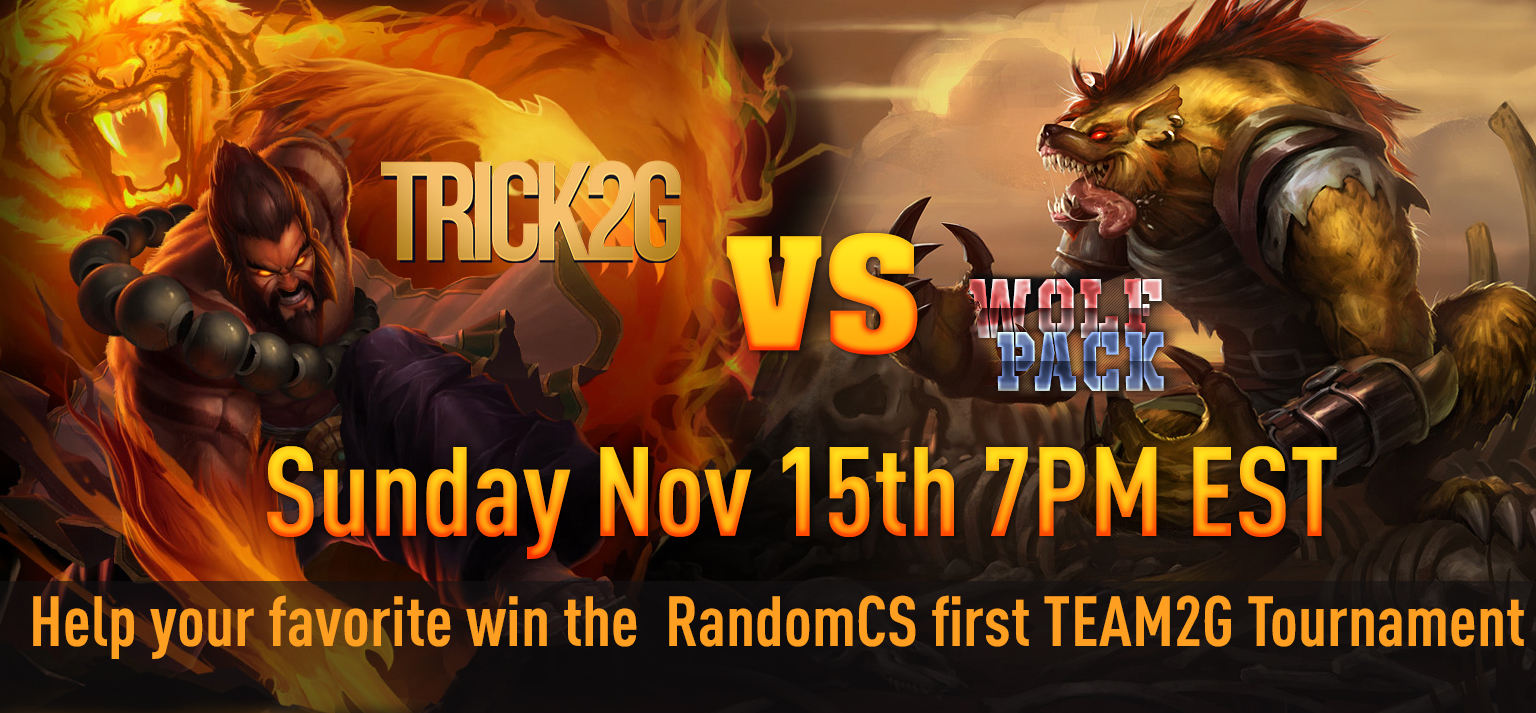 TRICK2G
VS
WOLF
PACK
Sunday Nov 15th 7PM EST
Help your favorite win the  RandomCS first TEAM2G Tournament